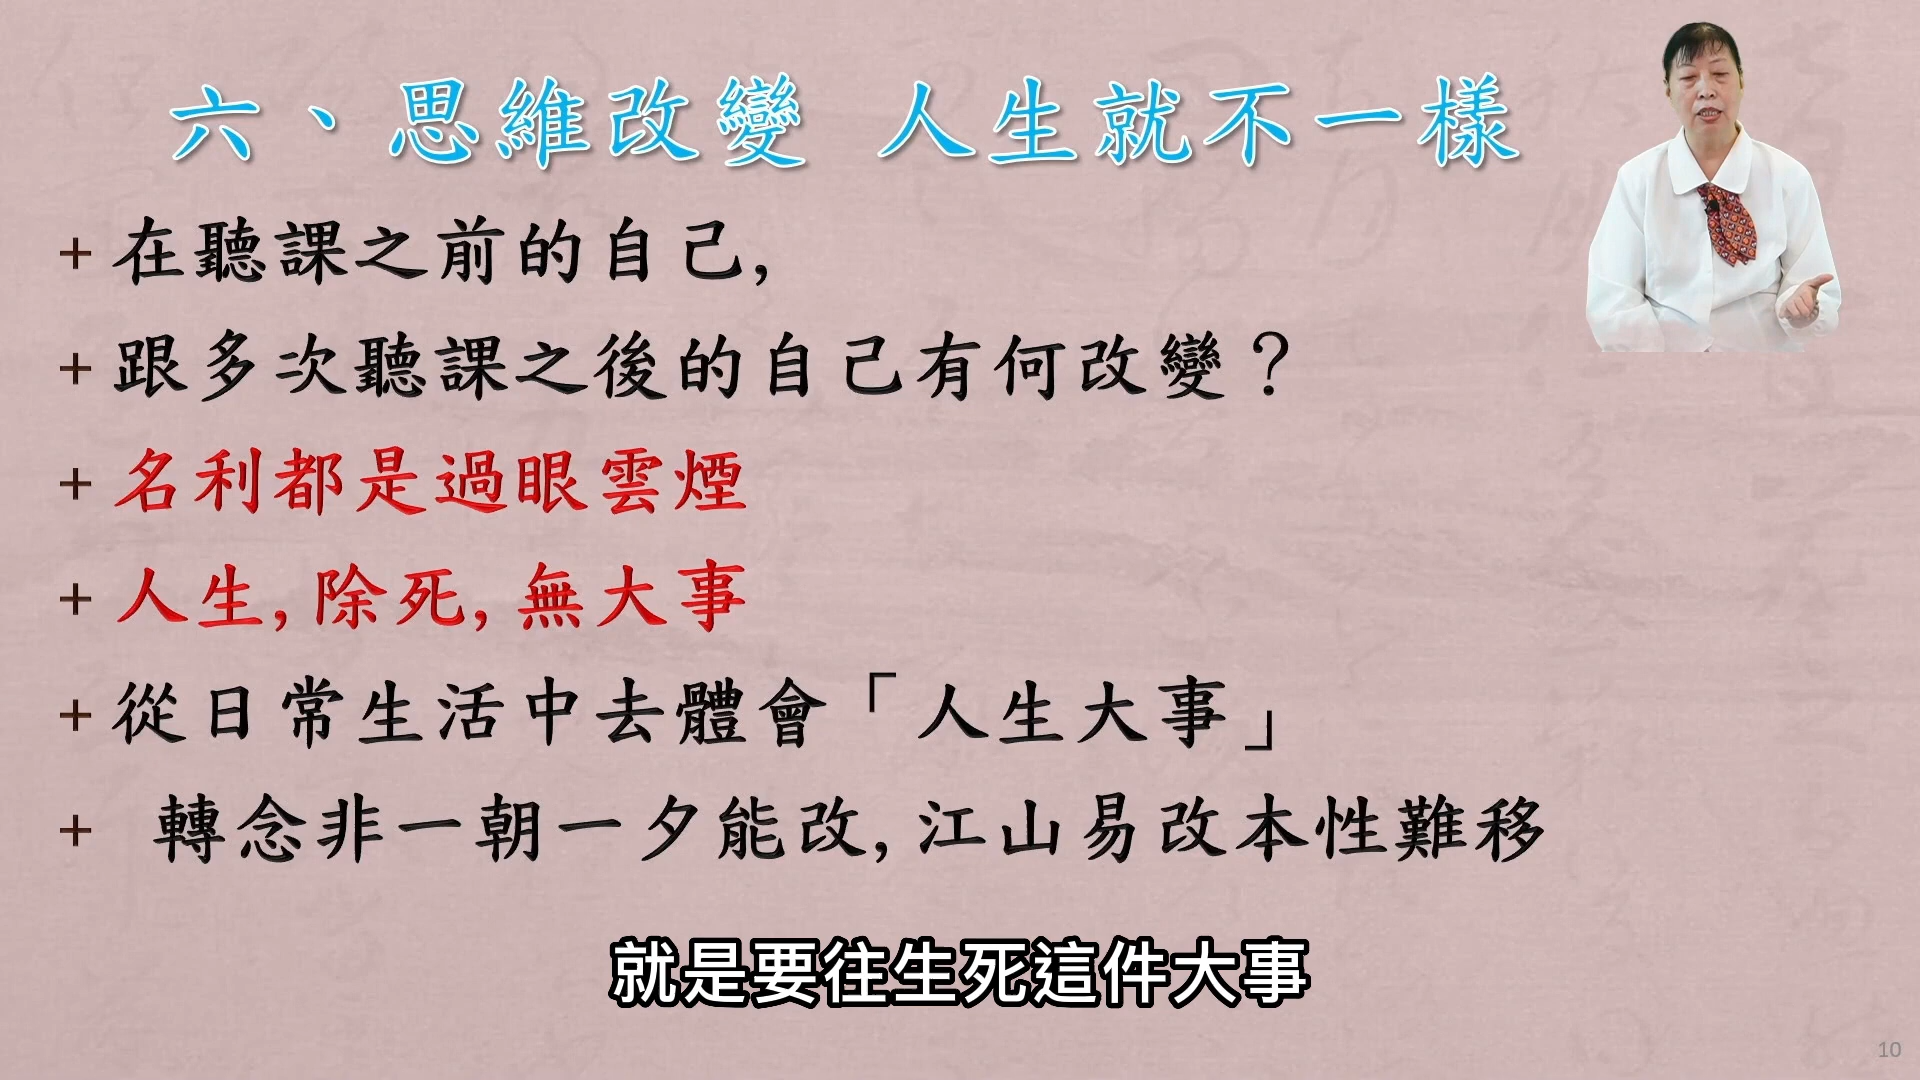 六、思維改變 人生就不一樣
+ 在聽課之前的自己,
+ 跟多次聽課之後的自己有何改變？
+ 名利都是過眼雲煙
+ 人生,除死,無大事
+ 從日常生活中去體會「人生大事」
+ 轉念非一朝一夕能改,江山易改本性難移
就是要往生死這件大事
10